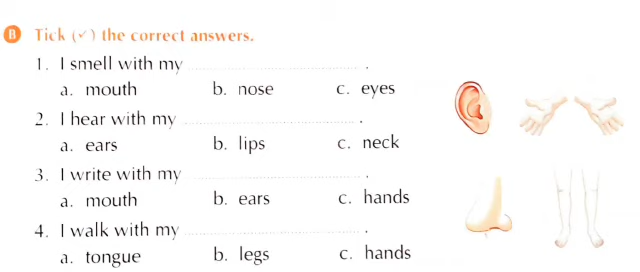 B Tick (✓) the correct answers.
1. I smell with my .............................. .
a. mouth b. nose c. eyes
2. I hear with my .............................. .
a. ears b. lips c. neck
3. I write with my .............................. .
a. mouth b. ears c. hands
4. I walk with my .............................. .
a. tongue b. legs c. hands